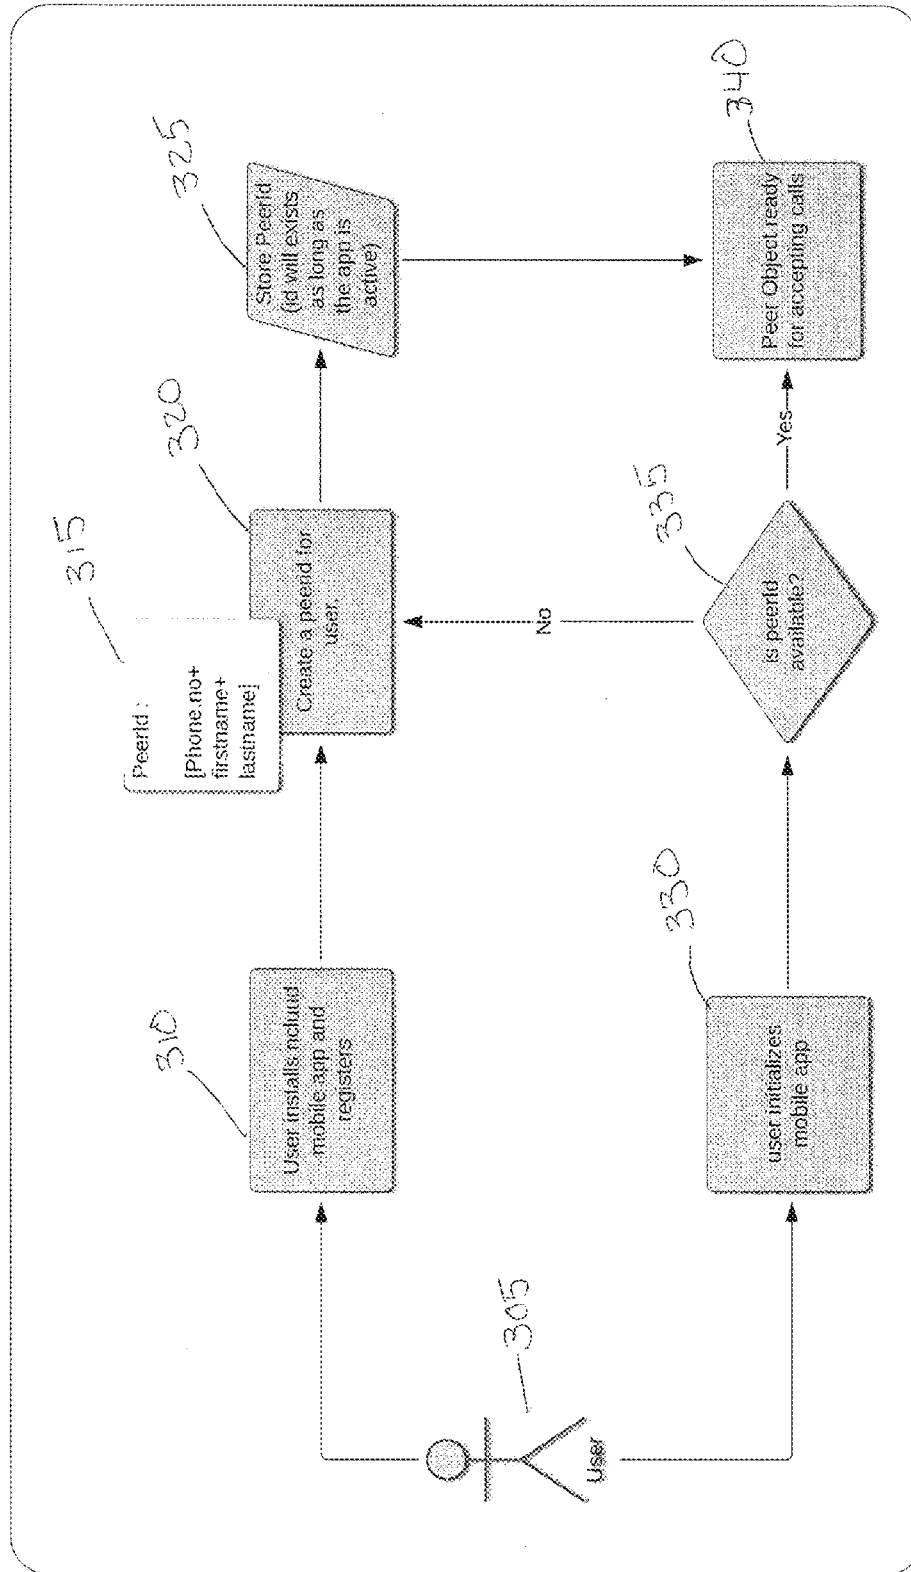 305
User
310
User installs ncluud
mobile app and
registers
315
PeerId :
[Phone.no+
firstname+
lastname]
320
Create a peerid for
user.
325
Store PeerId
(id will exists
as long as
the app is
active)
330
user initializes
mobile app
335
is peerId
available?
No
Yes
340
Peer Object ready
for accepting calls